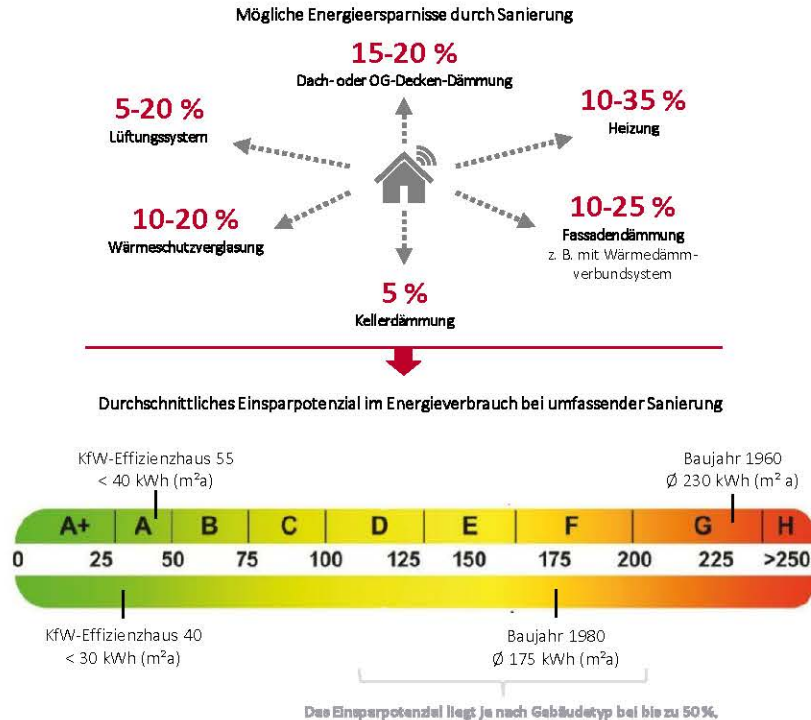 Mögliche Energieersparnisse durch Sanierung
15-20 %
Dach- oder OG-Decken-Dämmung
5-20 %
Lüftungssystem
10-35 %
Heizung
10-20 %
Wärmeschutzverglasung
10-25 %
Fassadendämmung
z. B. mit Wärmedämm-
verbundsystem
5 %
Kellerdämmung
Durchschnittliches Einsparpotenzial im Energieverbrauch bei umfassender Sanierung
KfW-Effizienzhaus 55
< 40 kWh (m²a)
Baujahr 1960
Ø 230 kWh (m² a)
A+ A B C D E F G H
0 25 50 75 100 125 150 175 200 225 >250
KfW-Effizienzhaus 40
< 30 kWh (m²a)
Baujahr 1980
Ø 175 kWh (m²a)
Das Einsparpotenzial liegt je nach Gebäudetyp bei bis zu 50%,